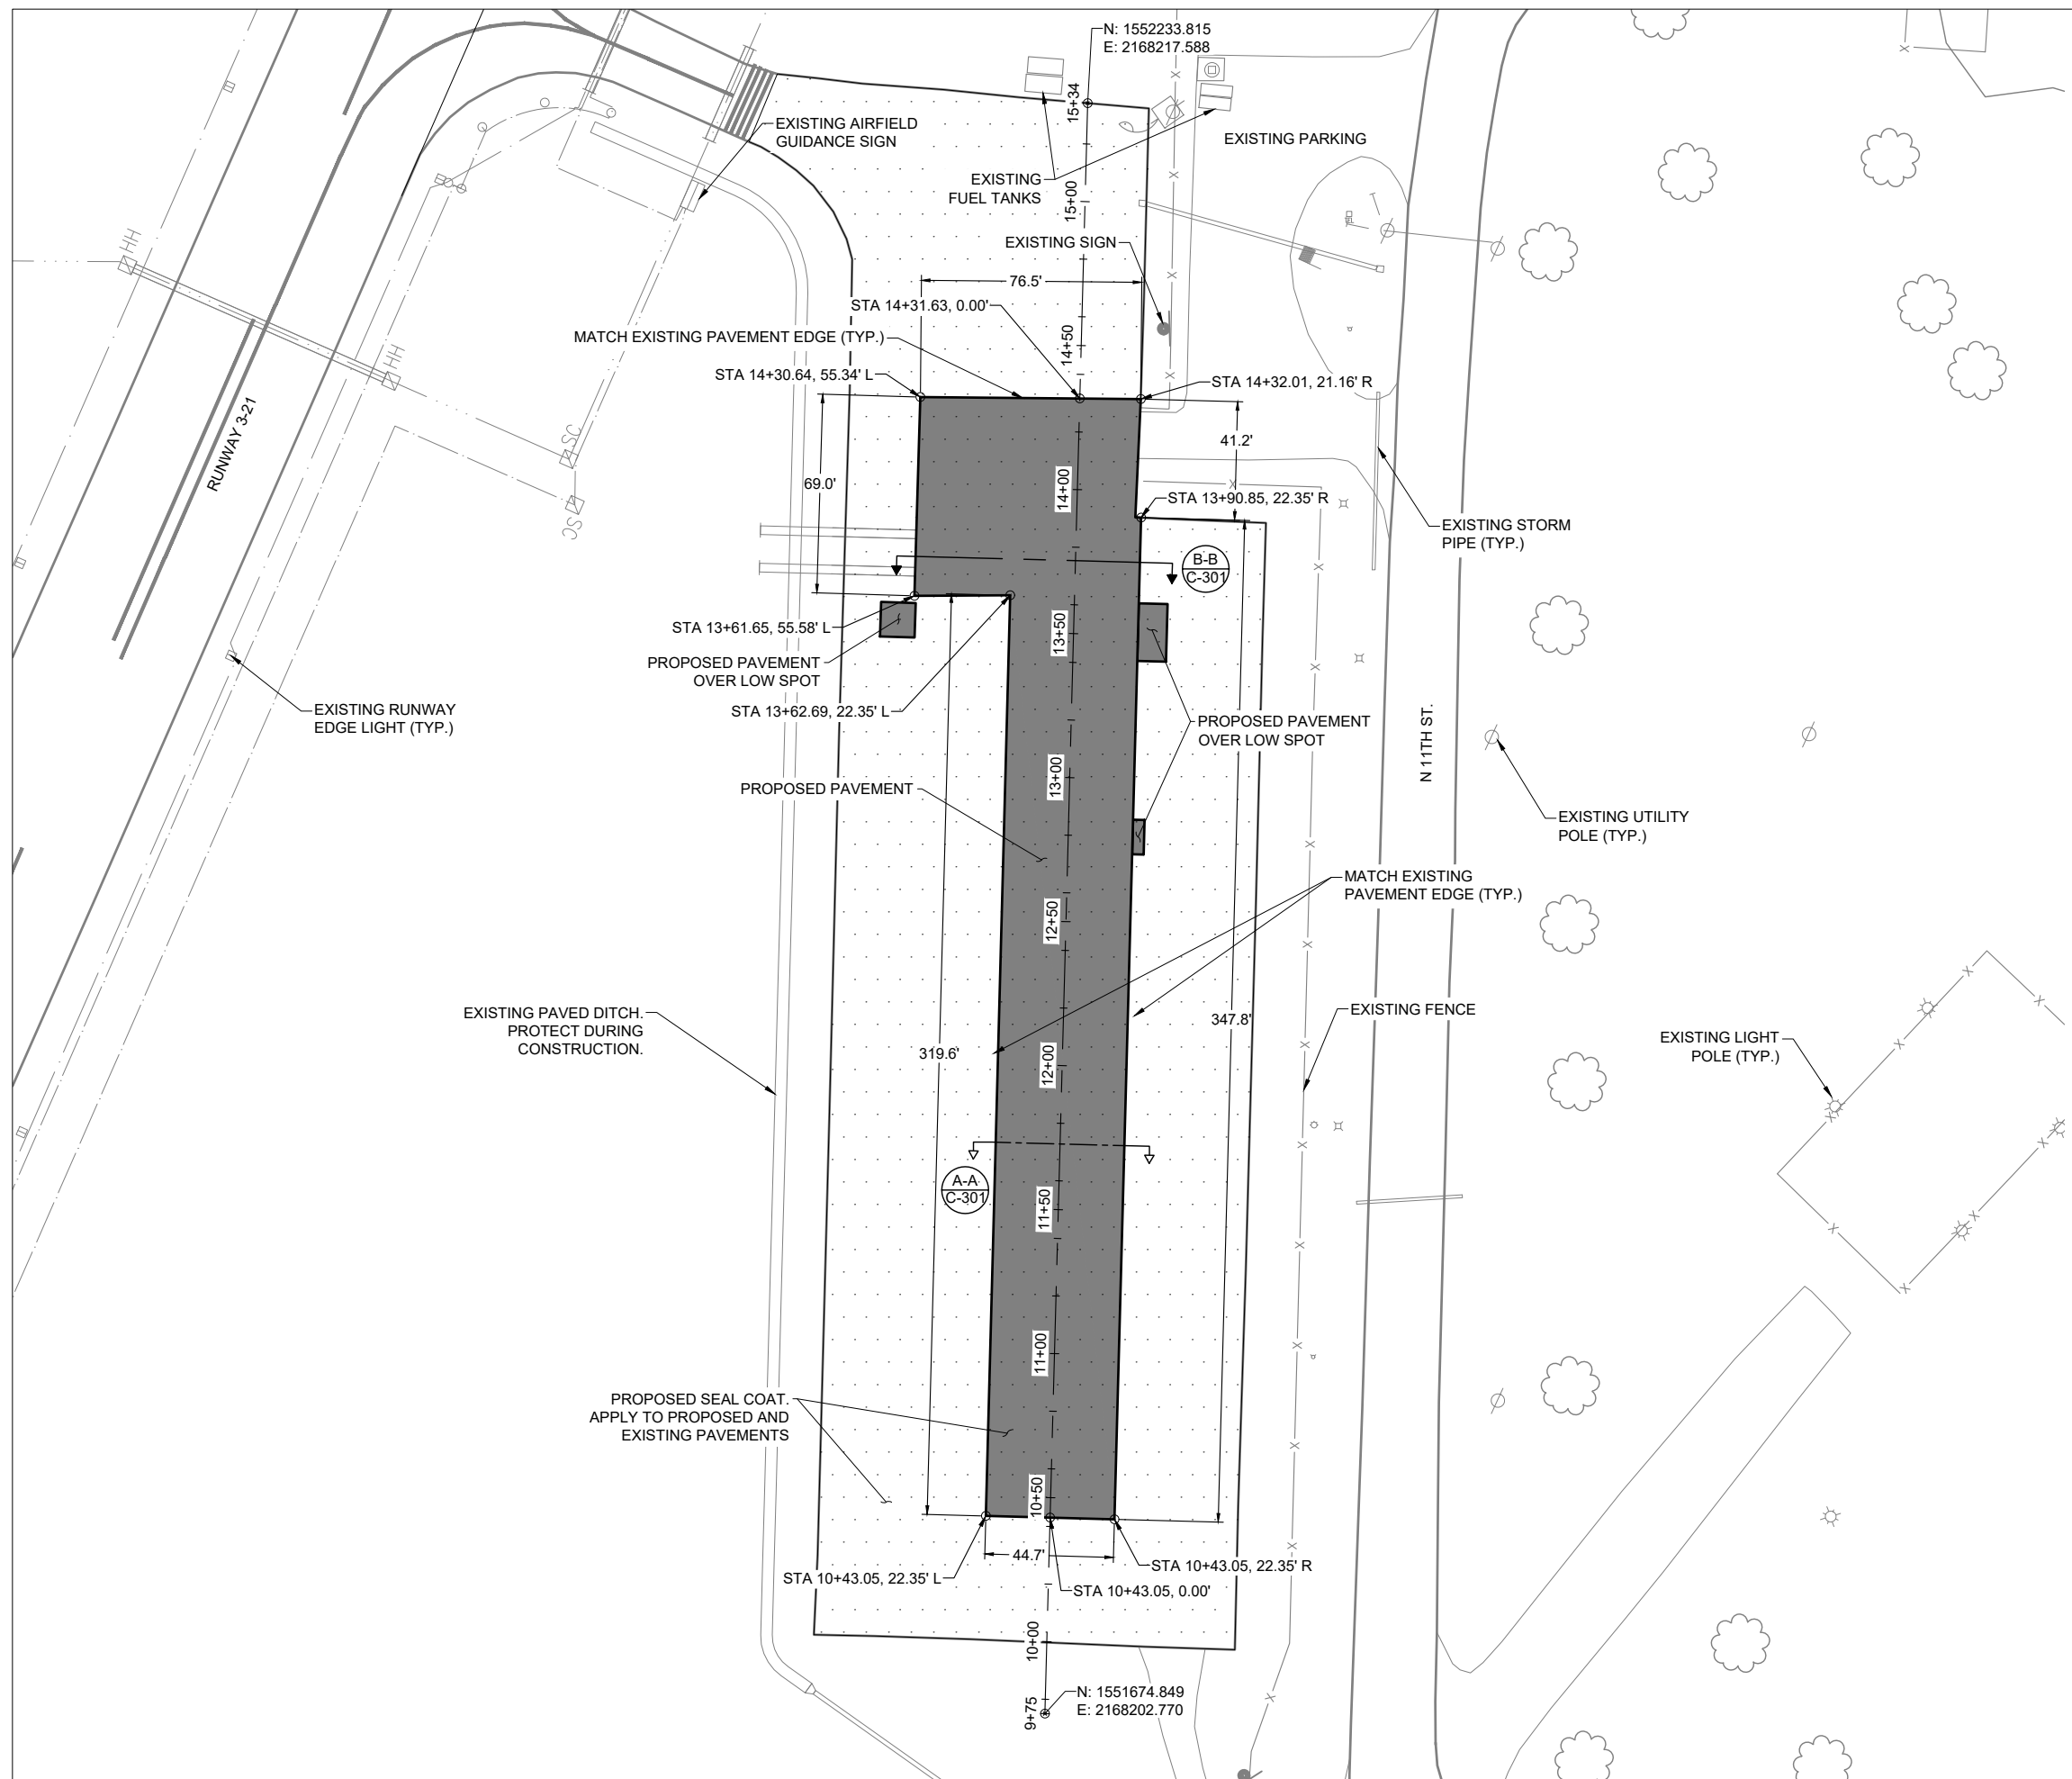 N: 1552233.815
E: 2168217.588
15+34
EXISTING AIRFIELD
GUIDANCE SIGN
EXISTING PARKING
EXISTING
FUEL TANKS
15+00
EXISTING SIGN
76.5'
STA 14+31.63, 0.00'
MATCH EXISTING PAVEMENT EDGE (TYP.)
14+50
STA 14+30.64, 55.34' L
STA 14+32.01, 21.16' R
RUNWAY 3-21
41.2'
69.0'
14+00
STA 13+90.85, 22.35' R
SC
SC
EXISTING STORM
PIPE (TYP.)
B-B
C-301
STA 13+61.65, 55.58' L
13+50
PROPOSED PAVEMENT
OVER LOW SPOT
STA 13+62.69, 22.35' L
EXISTING RUNWAY
EDGE LIGHT (TYP.)
PROPOSED PAVEMENT
OVER LOW SPOT
N 11TH ST.
PROPOSED PAVEMENT
13+00
EXISTING UTILITY
POLE (TYP.)
MATCH EXISTING
PAVEMENT EDGE (TYP.)
12+50
EXISTING PAVED DITCH.
PROTECT DURING
CONSTRUCTION.
347.8'
EXISTING FENCE
EXISTING LIGHT
POLE (TYP.)
319.6'
12+00
A-A
C-301
11+50
11+00
PROPOSED SEAL COAT.
APPLY TO PROPOSED AND
EXISTING PAVEMENTS
10+50
44.7'
STA 10+43.05, 22.35' L
STA 10+43.05, 22.35' R
STA 10+43.05, 0.00'
10+00
9+75
N: 1551674.849
E: 2168202.770